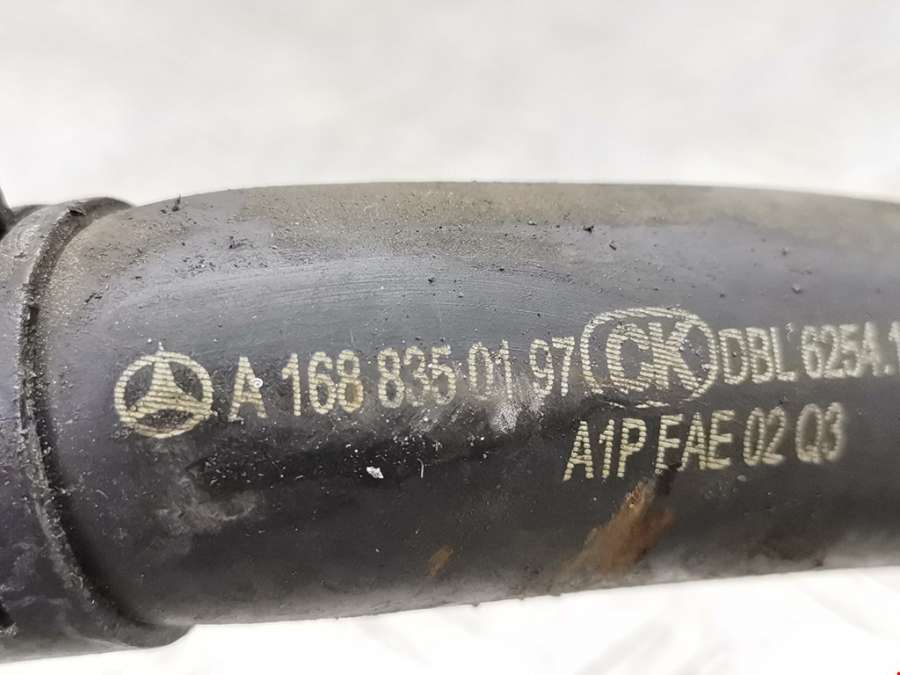 A 168 835 01 97 CK DBL 625A.1
A1P FAE 02 Q3